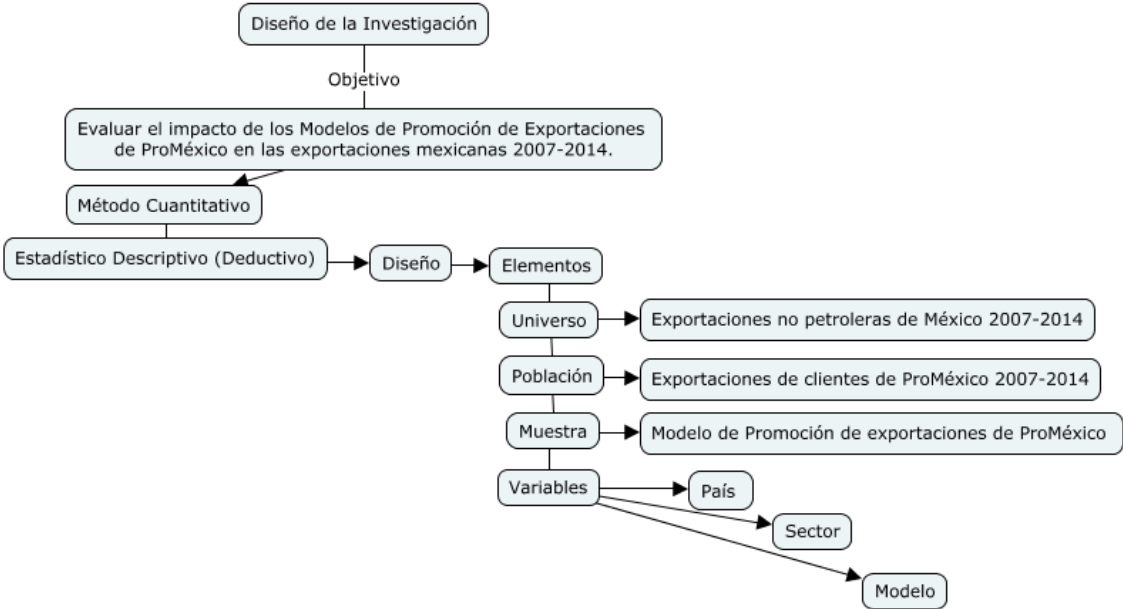 Diseño de la Investigación
Objetivo
Evaluar el impacto de los Modelos de Promoción de Exportaciones
de ProMéxico en las exportaciones mexicanas 2007-2014.
Método Cuantitativo
Estadístico Descriptivo (Deductivo)
Diseño
Elementos
Universo
Exportaciones no petroleras de México 2007-2014
Población
Exportaciones de clientes de ProMéxico 2007-2014
Muestra
Modelo de Promoción de exportaciones de ProMéxico
Variables
País
Sector
Modelo